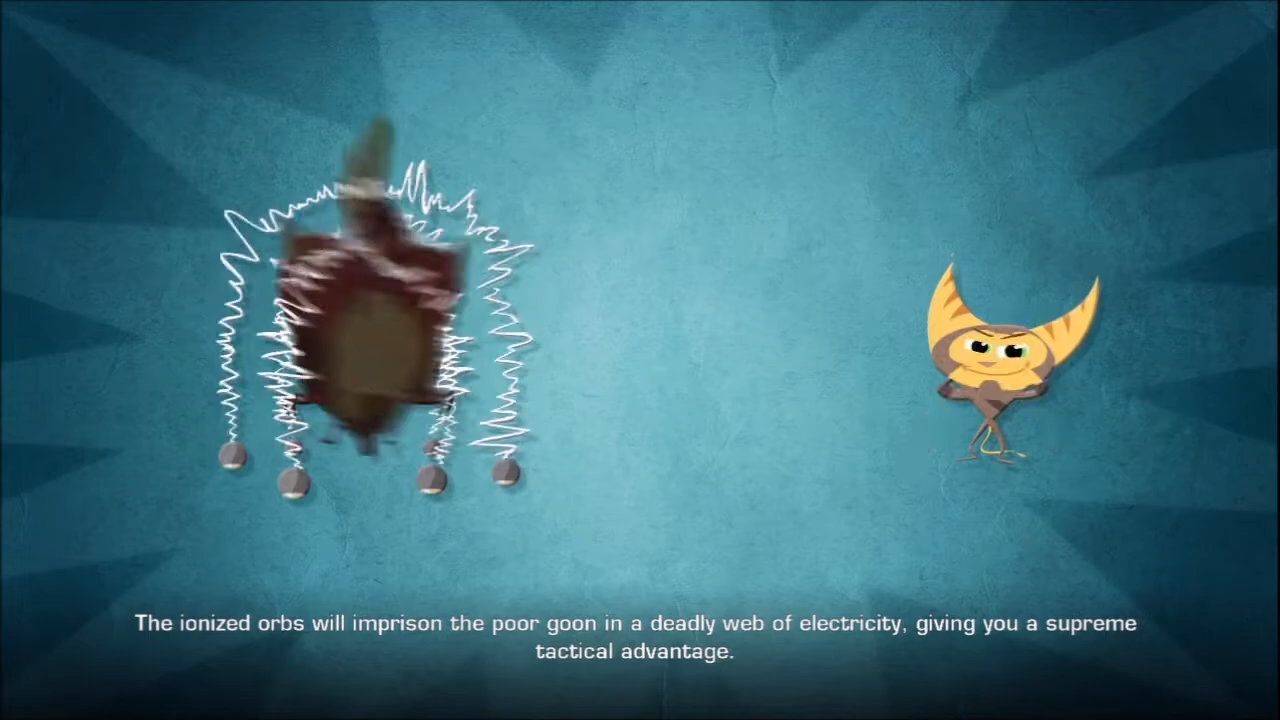 The ionized orbs will imprison the poor goon in a deadly web of electricity, giving you a supreme
tactical advantage.